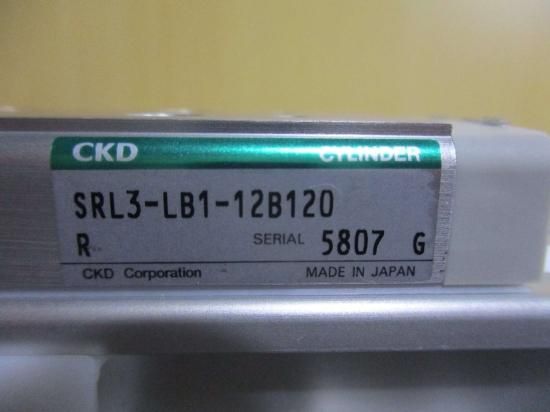 CKD CYLINDER
SRL3-LB1-12B120
R SERIAL 5807 G
CKD Corporation MADE IN JAPAN